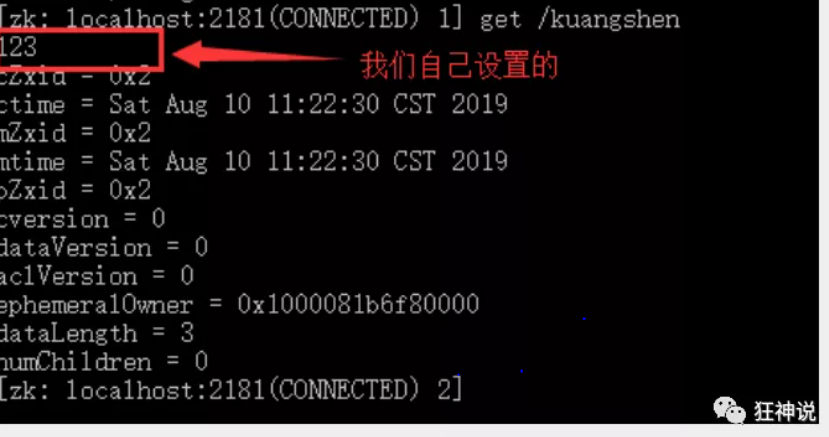 [zk: localhost:2181(CONNECTED) 1] get /kuangshen
123
我们自己设置的
cZxid = 0x2
ctime = Sat Aug 10 11:22:30 CST 2019
mZxid = 0x2
mtime = Sat Aug 10 11:22:30 CST 2019
pZxid = 0x2
cversion = 0
dataVersion = 0
aclVersion = 0
ephemeralOwner = 0x1000081b6f80000
dataLength = 3
numChildren = 0
[zk: localhost:2181(CONNECTED) 2]
狂神说